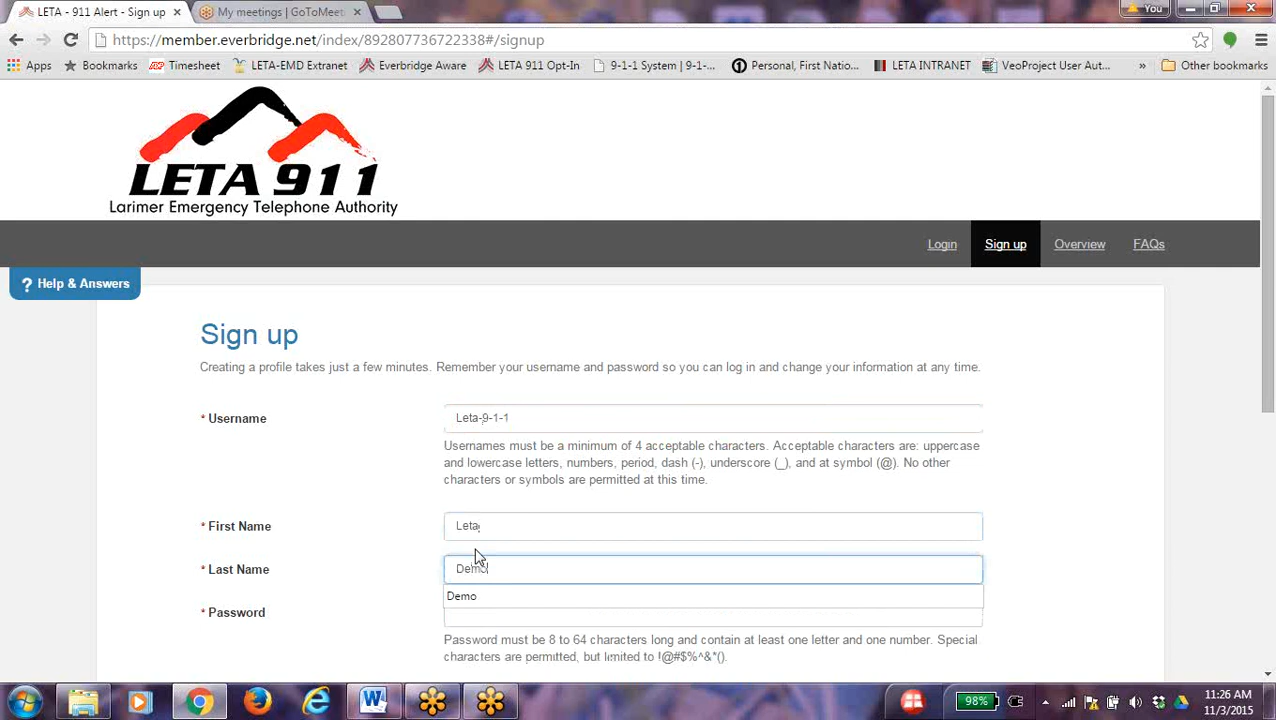 LETA - 911 Alert - Sign up
My meetings | GoToMeeti
You
https://member.everbridge.net/index/892807736722338#/signup
Apps
Bookmarks
ADP
Timesheet
LETA-EMD Extranet
Everbridge Aware
LETA 911 Opt-In
9-1-1 System | 9-1-...
Personal, First Natio...
LETA INTRANET
VeoProject User Aut...
»
Other bookmarks
LETA 911
Larimer Emergency Telephone Authority
Login
Sign up
Overview
FAQs
? Help & Answers
Sign up
Creating a profile takes just a few minutes. Remember your username and password so you can log in and change your information at any time.
* Username
Leta-9-1-1
Usernames must be a minimum of 4 acceptable characters. Acceptable characters are: uppercase
and lowercase letters, numbers, period, dash (-), underscore (_), and at symbol (@). No other
characters or symbols are permitted at this time.
* First Name
Leta
* Last Name
Demo
Demo
* Password
Password must be 8 to 64 characters long and contain at least one letter and one number. Special
characters are permitted, but limited to !@#$%^&*().
98%
11:26 AM
11/3/2015